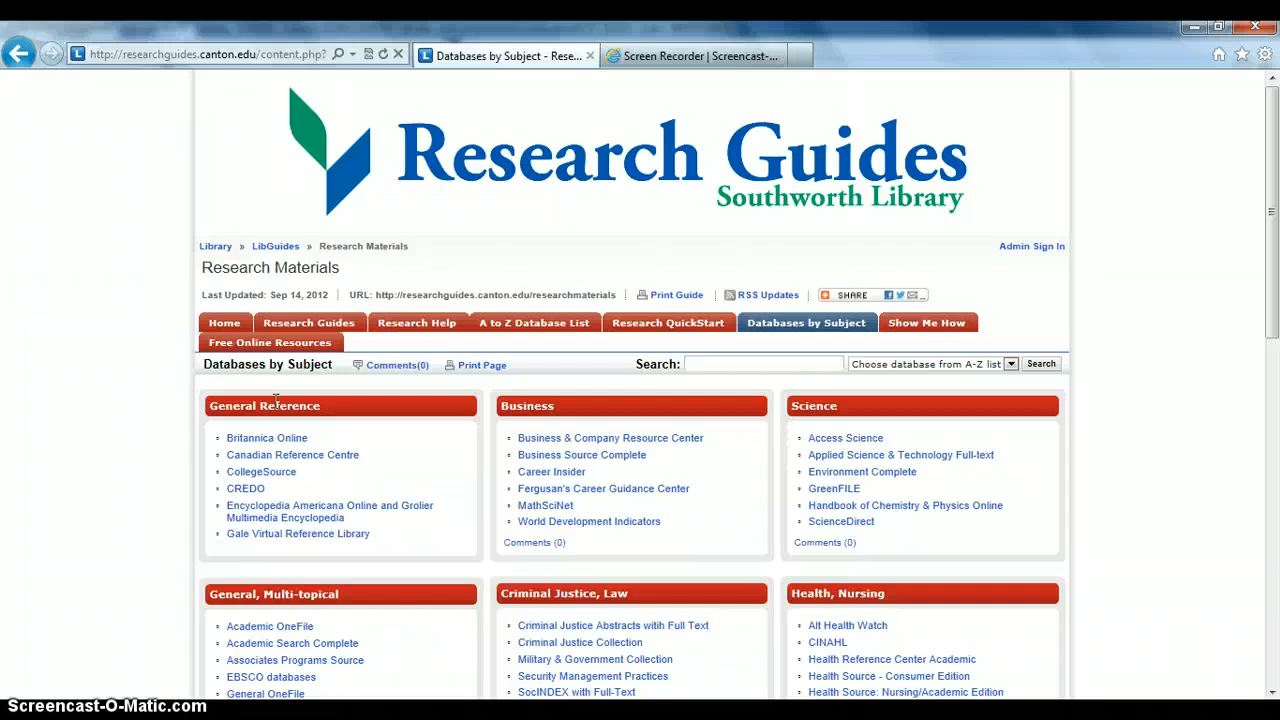 http://researchguides.canton.edu/content.php?
Databases by Subject - Rese...
Screen Recorder | Screencast-...
Research Guides
Southworth Library
Library » LibGuides » Research Materials
Admin Sign In
Research Materials
Last Updated: Sep 14, 2012 | URL: http://researchguides.canton.edu/researchmaterials | Print Guide | RSS Updates | SHARE
Home Research Guides Research Help A to Z Database List Research QuickStart Databases by Subject Show Me How
Free Online Resources
Databases by Subject Comments(0) Print Page Search: Choose database from A-Z list Search
General Reference
Britannica Online
Canadian Reference Centre
CollegeSource
CREDO
Encyclopedia Americana Online and Grolier
Multimedia Encyclopedia
Gale Virtual Reference Library
Business
Business & Company Resource Center
Business Source Complete
Career Insider
Fergusan's Career Guidance Center
MathSciNet
World Development Indicators
Comments (0)
Science
Access Science
Applied Science & Technology Full-text
Environment Complete
GreenFILE
Handbook of Chemistry & Physics Online
ScienceDirect
Comments (0)
General, Multi-topical
Academic OneFile
Academic Search Complete
Associates Programs Source
EBSCO databases
General OneFile
Criminal Justice, Law
Criminal Justice Abstracts witih Full Text
Criminal Justice Collection
Military & Government Collection
Security Management Practices
SocINDEX with Full-Text
Health, Nursing
Alt Health Watch
CINAHL
Health Reference Center Academic
Health Source - Consumer Edition
Health Source: Nursing/Academic Edition
Screencast-O-Matic.com